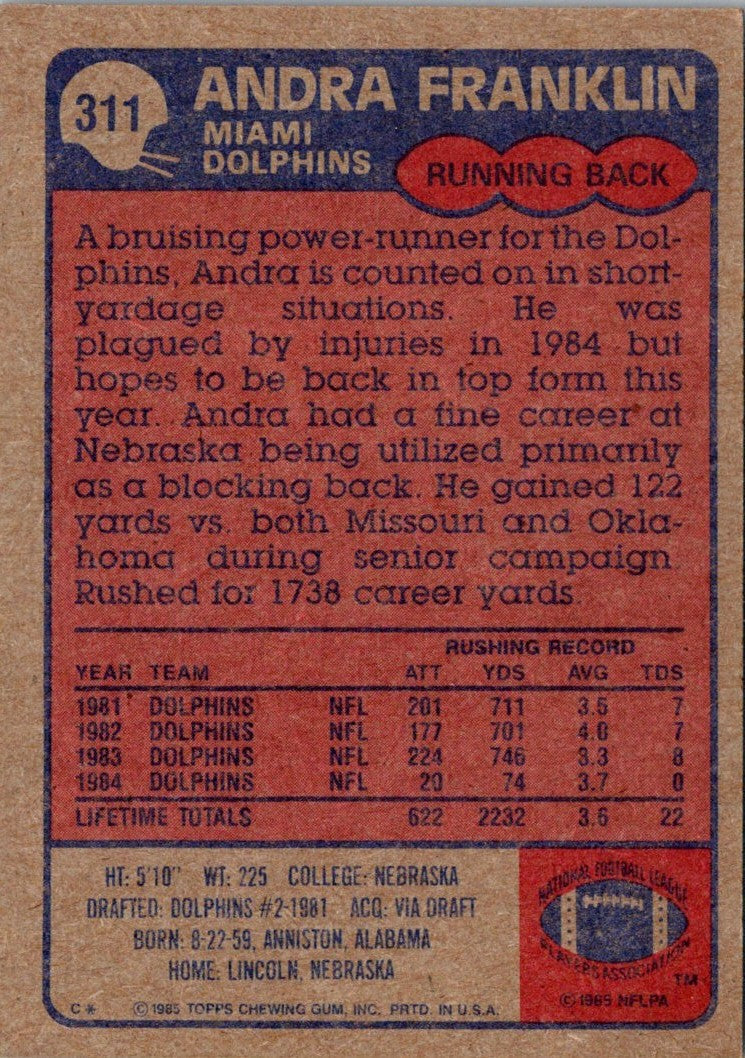 311
ANDRA FRANKLIN
MIAMI
DOLPHINS
RUNNING BACK
A bruising power-runner for the Dol-
phins, Andra is counted on in short-
yardage situations. He was
plagued by injuries in 1984 but
hopes to be back in top form this
year. Andra had a fine career at
Nebraska being utilized primarily
as a blocking back. He gained 122
yards vs. both Missouri and Okla-
homa during senior campaign.
Rushed for 1738 career yards.
RUSHING RECORD
YEAR TEAM ATT YDS AVG TDS
1981 DOLPHINS NFL 201 711 3.5 7
1982 DOLPHINS NFL 177 701 4.0 7
1983 DOLPHINS NFL 224 746 3.3 8
1984 DOLPHINS NFL 20 74 3.7 0
LIFETIME TOTALS 622 2232 3.6 22
HT: 5'10" WT: 225 COLLEGE: NEBRASKA
DRAFTED: DOLPHINS #2-1981 ACQ: VIA DRAFT
BORN: 8-22-59, ANNISTON, ALABAMA
HOME: LINCOLN, NEBRASKA
C* © 1985 TOPPS CHEWING GUM, INC. PRTD. IN U.S.A.
NATIONAL FOOTBALL LEAGUE
PLAYERS ASSOCIATION
TM
© 1985 NFLPA